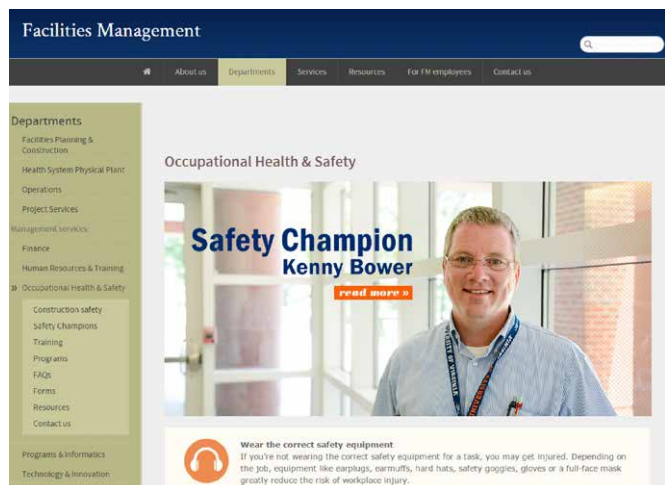 Facilities Management
About us Departments Services Resources For FM employees Contact us
Departments
Facilities Planning &
Construction
Health System Physical Plant
Operations
Project Services
Management services:
Finance
Human Resources & Training
» Occupational Health & Safety
Construction safety
Safety Champions
Training
Programs
FAQs
Forms
Resources
Contact us
Programs & Informatics
Technology & Innovation
Occupational Health & Safety
Safety Champion
Kenny Bower
read more »
UNIVERSITY OF VIRGINIA
Wear the correct safety equipment
If you're not wearing the correct safety equipment for a task, you may get injured. Depending on
the job, equipment like earplugs, earmuffs, hard hats, safety goggles, gloves or a full-face mask
greatly reduce the risk of workplace injury.